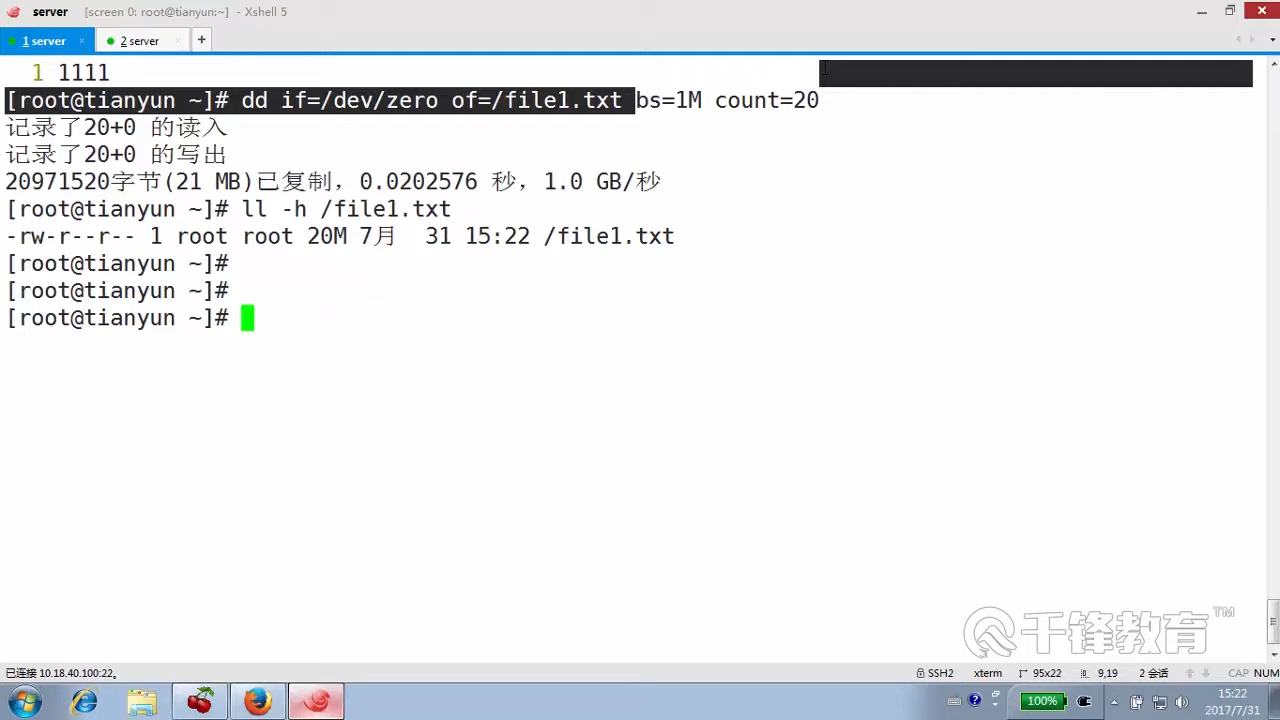 server [screen 0: root@tianyun:~] - Xshell 5
1 server × 2 server × +
1 1111
[root@tianyun ~]# dd if=/dev/zero of=/file1.txt bs=1M count=20
记录了20+0 的读入
记录了20+0 的写出
20971520字节(21 MB)已复制，0.0202576 秒，1.0 GB/秒
[root@tianyun ~]# ll -h /file1.txt
-rw-r--r-- 1 root root 20M 7月  31 15:22 /file1.txt
[root@tianyun ~]#
[root@tianyun ~]#
[root@tianyun ~]#
千锋教育™
已连接 10.18.40.100:22。 SSH2 xterm 95x22 9,19 2 会话 CAP NUM
100% 15:22
2017/7/31